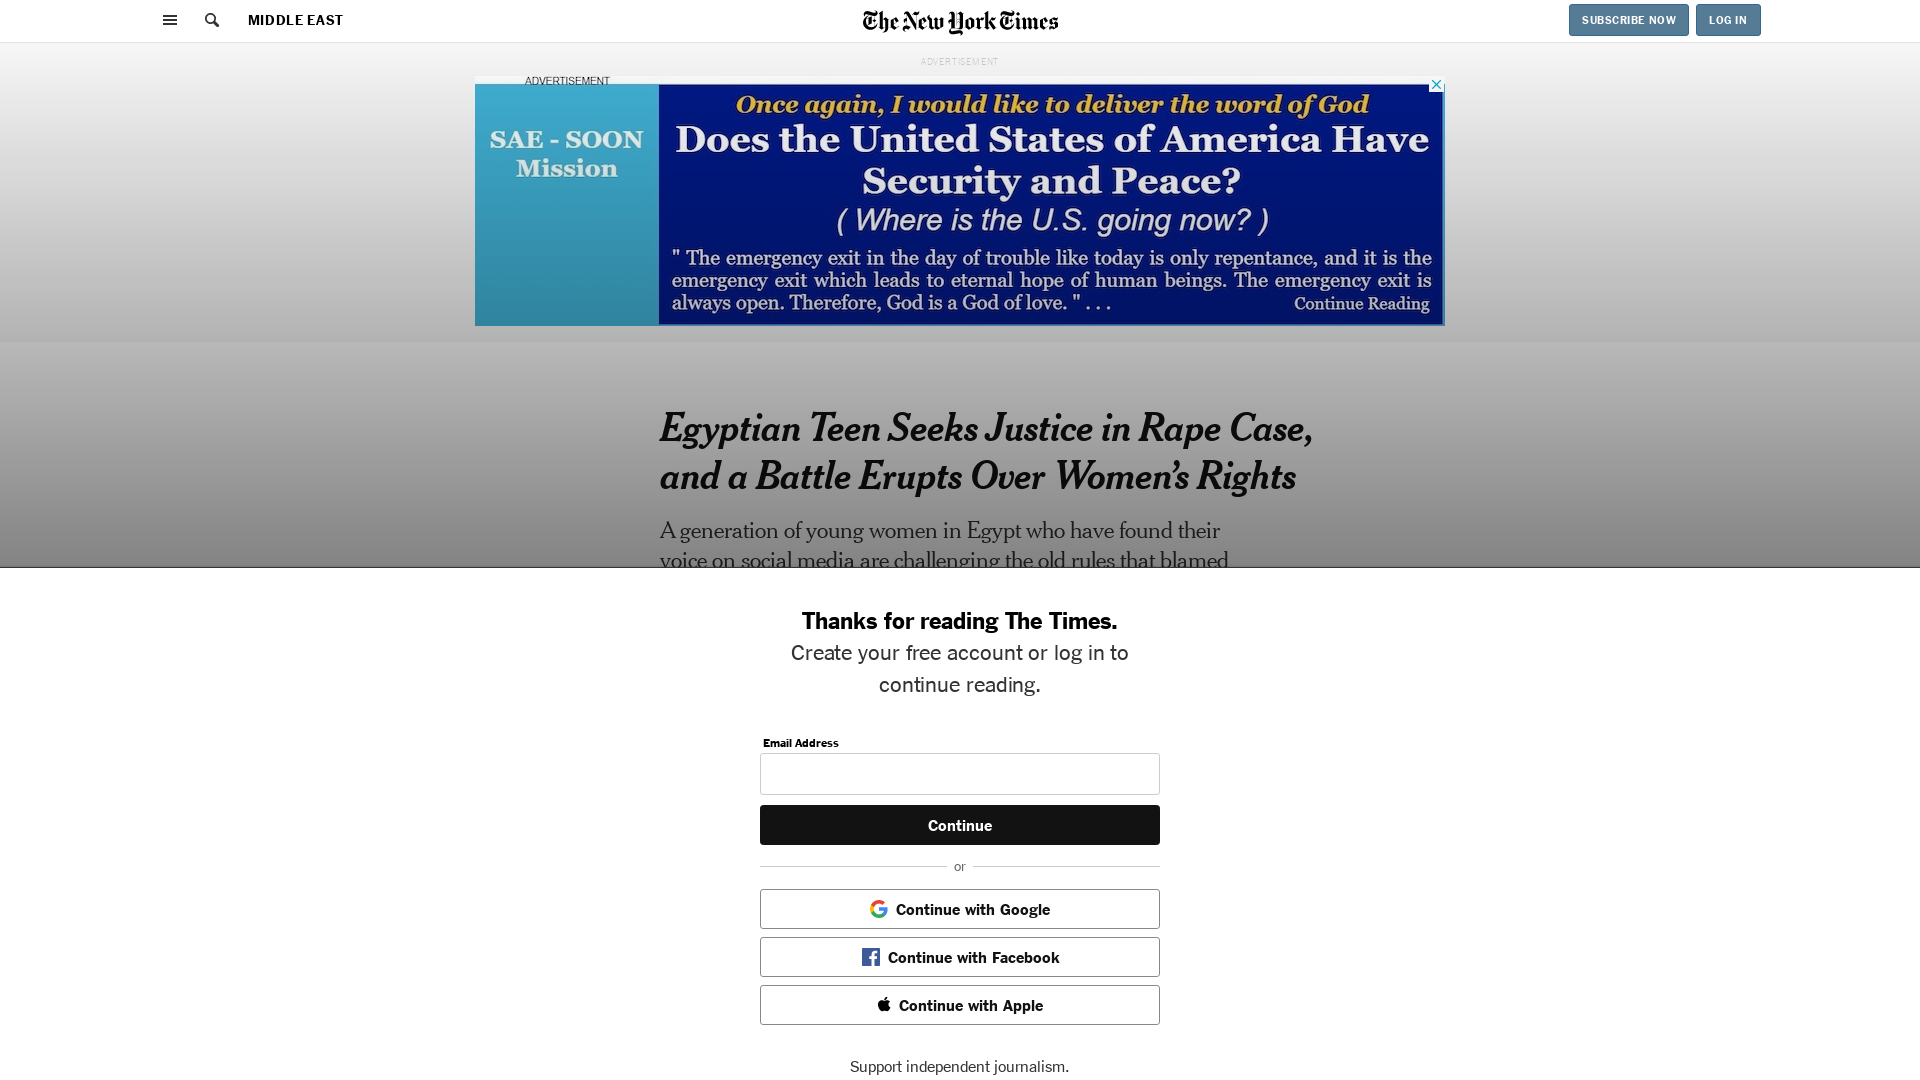 MIDDLE EAST
The New York Times
SUBSCRIBE NOW
LOG IN
ADVERTISEMENT
ADVERTISEMENT
SAE - SOON
Mission
Once again, I would like to deliver the word of God
Does the United States of America Have
Security and Peace?
( Where is the U.S. going now? )
" The emergency exit in the day of trouble like today is only repentance, and it is the
emergency exit which leads to eternal hope of human beings. The emergency exit is
always open. Therefore, God is a God of love. " . . .
Continue Reading
Egyptian Teen Seeks Justice in Rape Case,
and a Battle Erupts Over Women’s Rights
A generation of young women in Egypt who have found their
voice on social media are challenging the old rules that blamed
Thanks for reading The Times.
Create your free account or log in to
continue reading.
Email Address
Continue
or
Continue with Google
Continue with Facebook
Continue with Apple
Support independent journalism.